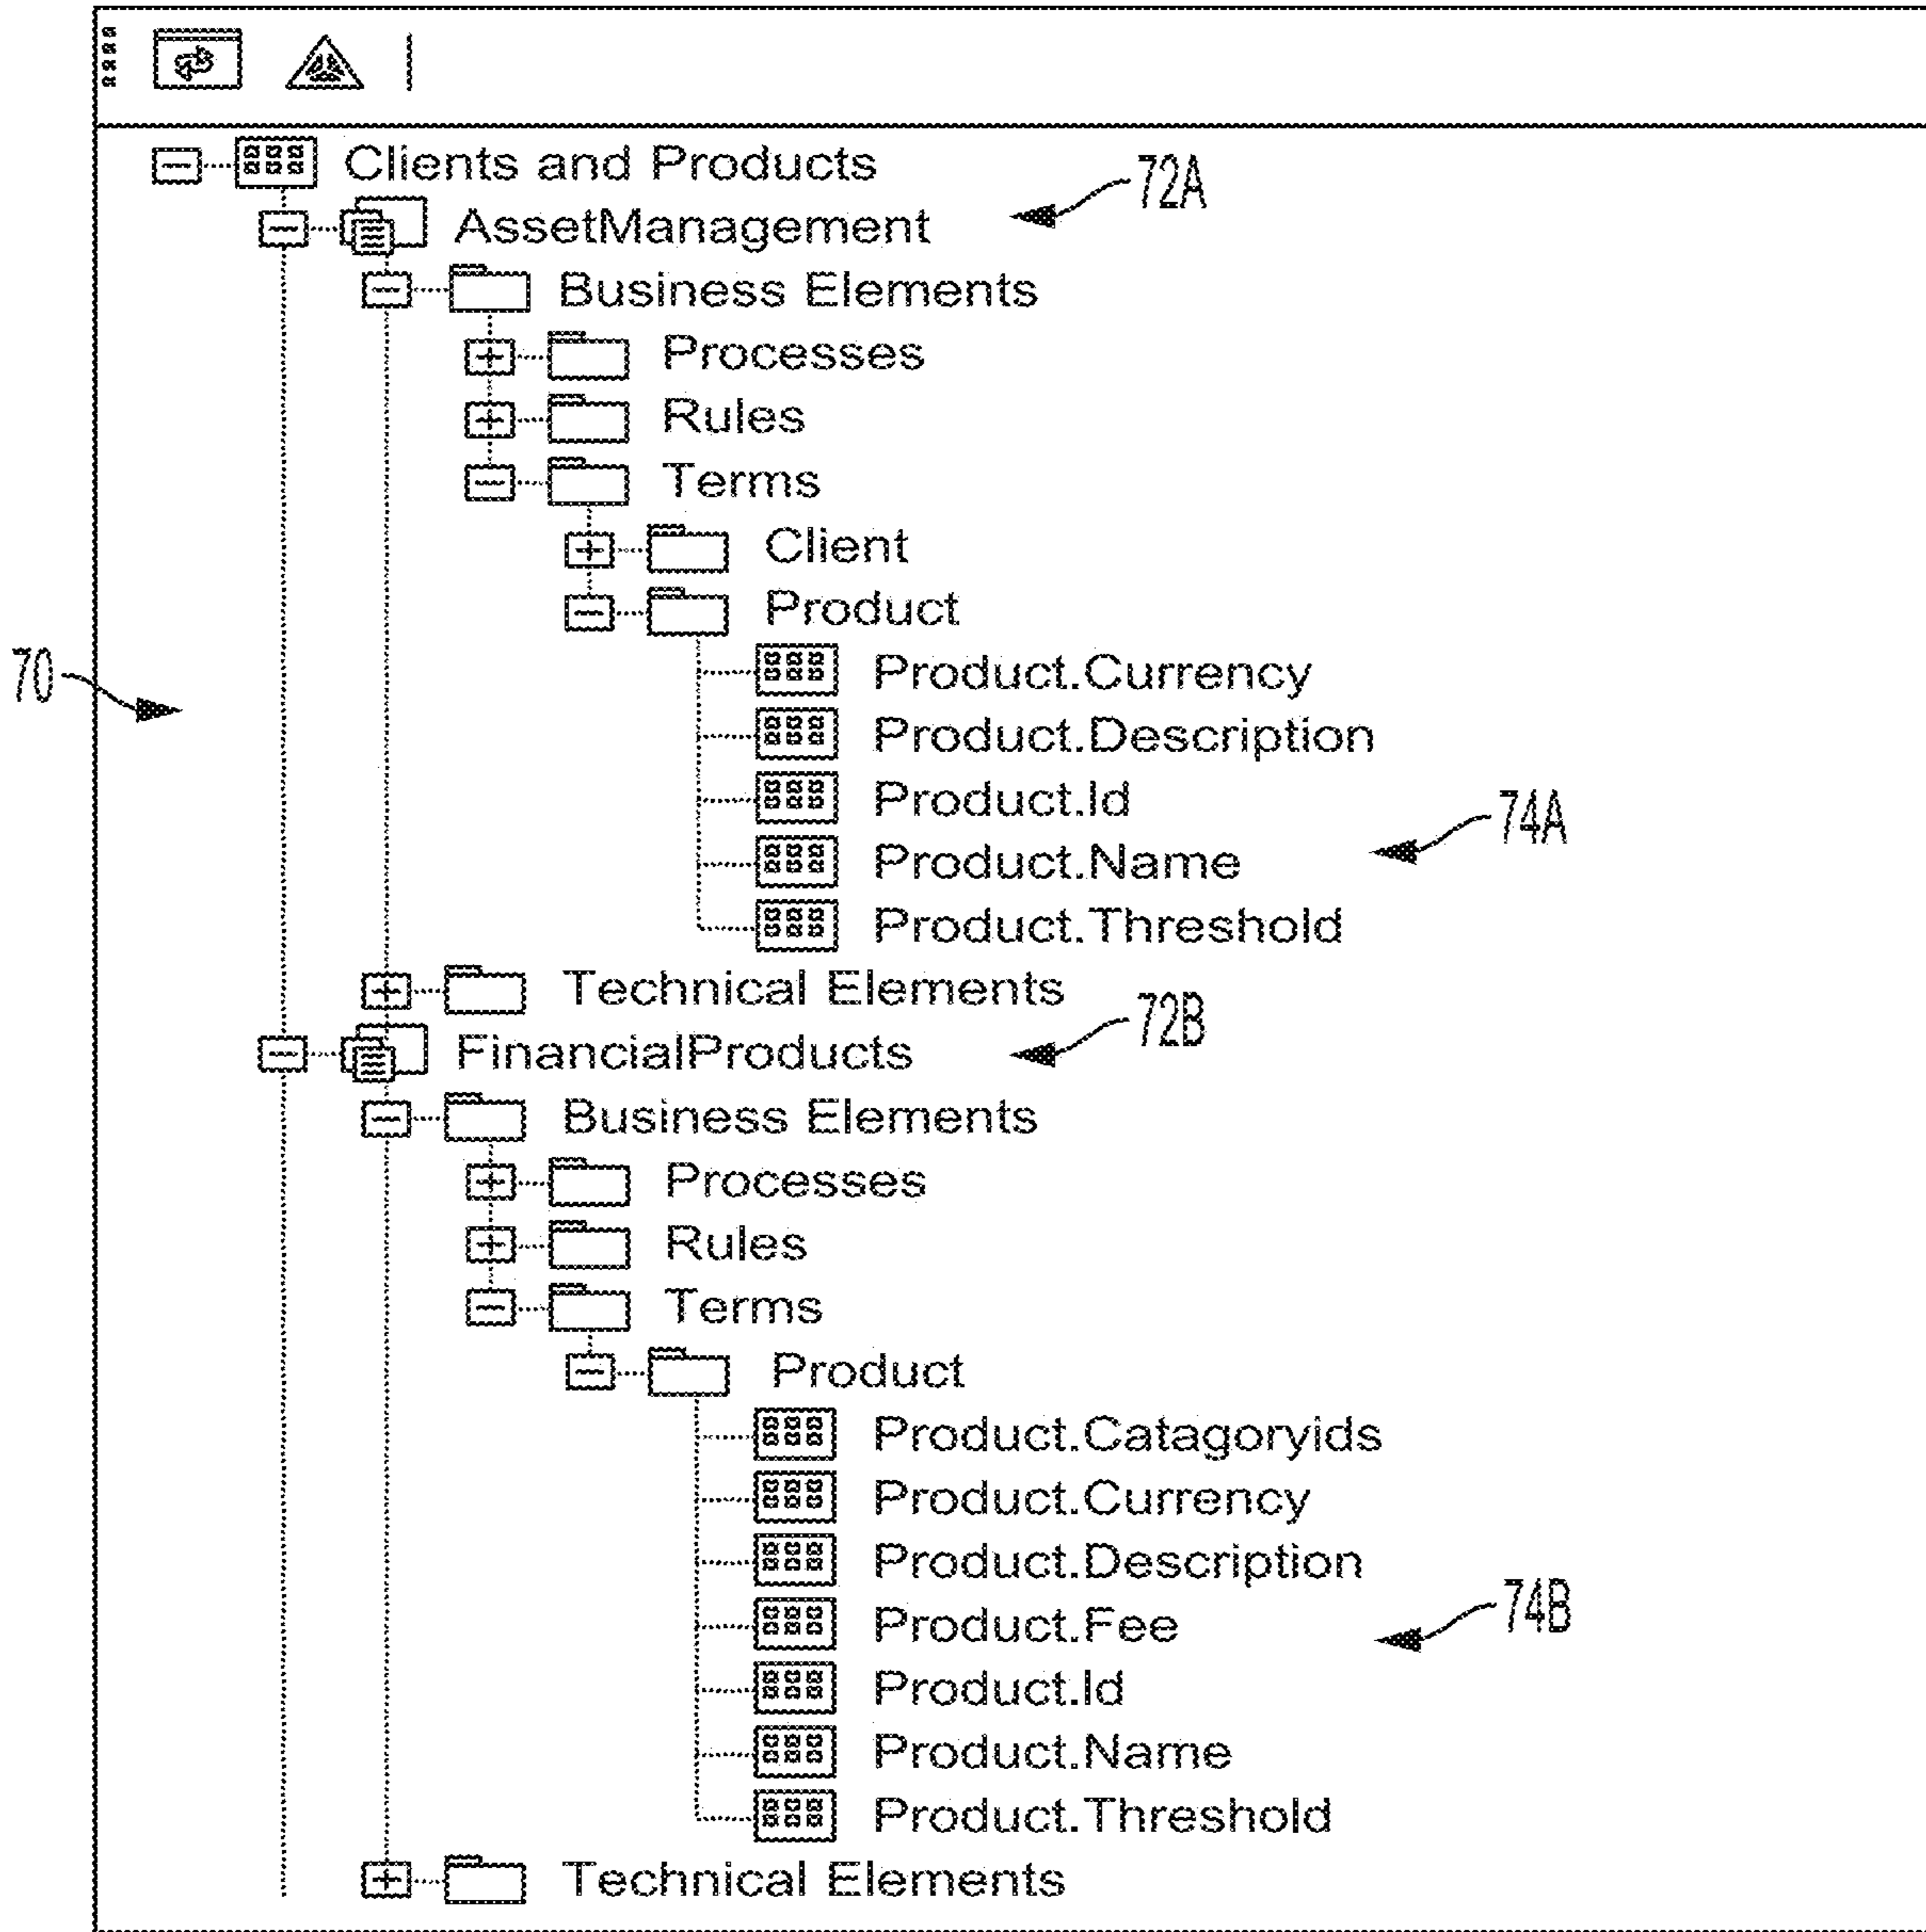 Clients and Products
72A
AssetManagement
Business Elements
Processes
Rules
Terms
Client
Product
70
Product.Currency
Product.Description
Product.Id
74A
Product.Name
Product.Threshold
Technical Elements
72B
FinancialProducts
Business Elements
Processes
Rules
Terms
Product
Product.Catagoryids
Product.Currency
Product.Description
74B
Product.Fee
Product.Id
Product.Name
Product.Threshold
Technical Elements